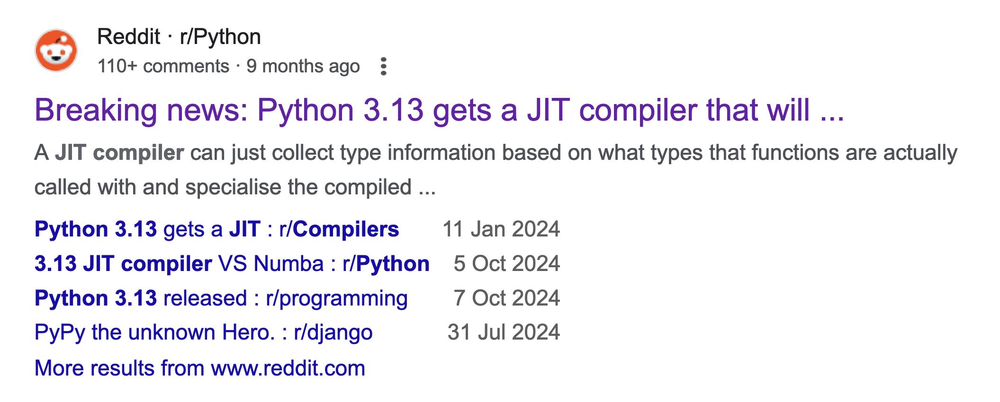 Reddit · r/Python
110+ comments · 9 months ago
Breaking news: Python 3.13 gets a JIT compiler that will ...
A JIT compiler can just collect type information based on what types that functions are actually
called with and specialise the compiled ...
Python 3.13 gets a JIT : r/Compilers 11 Jan 2024
3.13 JIT compiler VS Numba : r/Python 5 Oct 2024
Python 3.13 released : r/programming 7 Oct 2024
PyPy the unknown Hero. : r/django 31 Jul 2024
More results from www.reddit.com